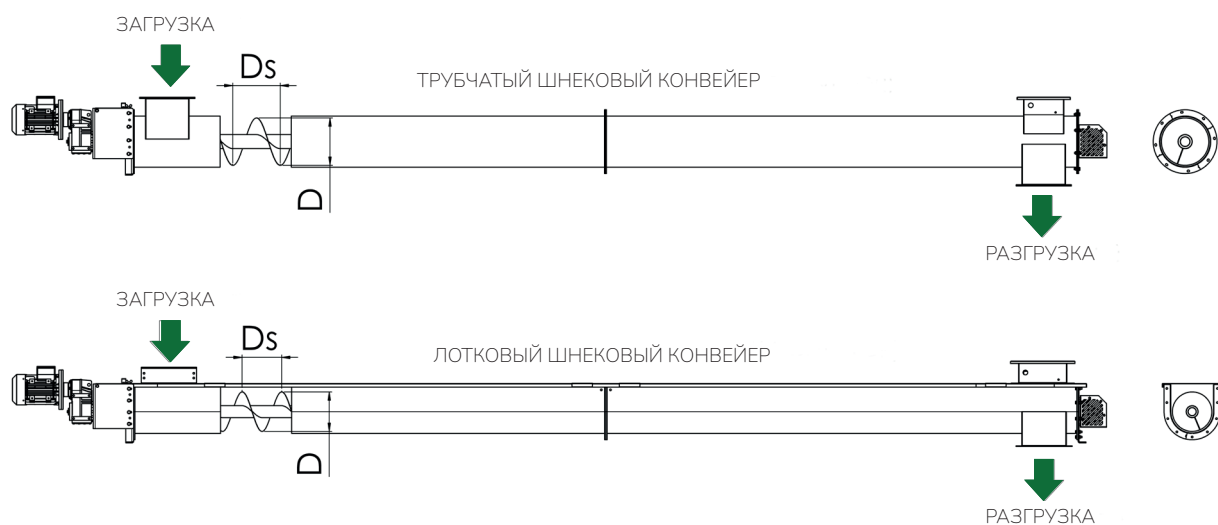 ЗАГРУЗКА
Ds
ТРУБЧАТЫЙ ШНЕКОВЫЙ КОНВЕЙЕР
D
РАЗГРУЗКА
ЗАГРУЗКА
Ds
ЛОТКОВЫЙ ШНЕКОВЫЙ КОНВЕЙЕР
D
РАЗГРУЗКА